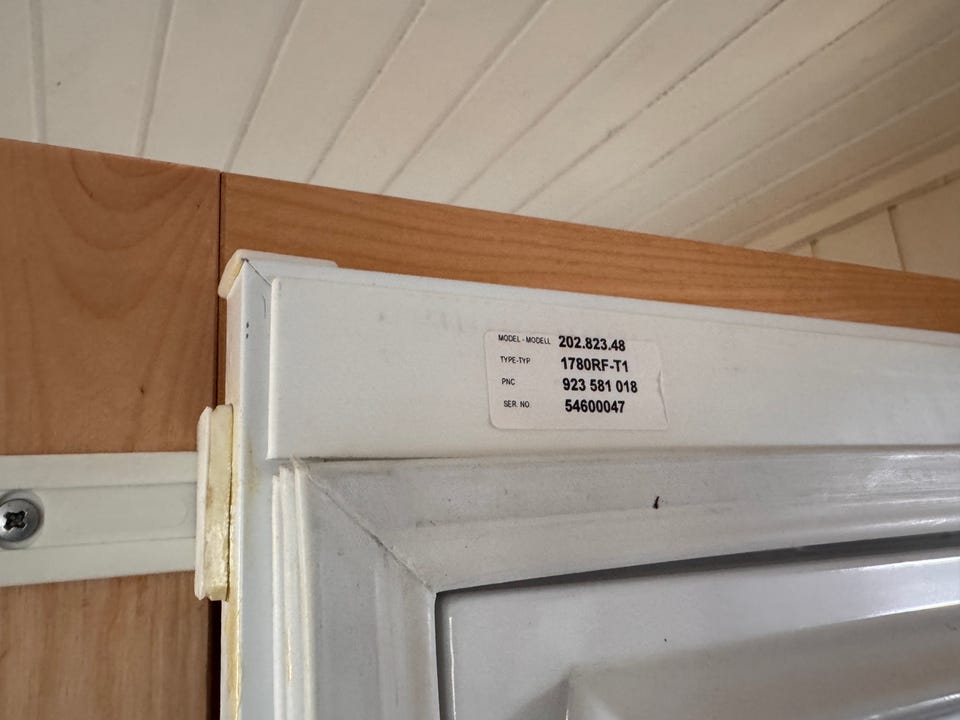 MODEL - MODELL 202.823.48
TYPE-TYP 1780RF-T1
PNC 923 581 018
SER. NO. 54600047